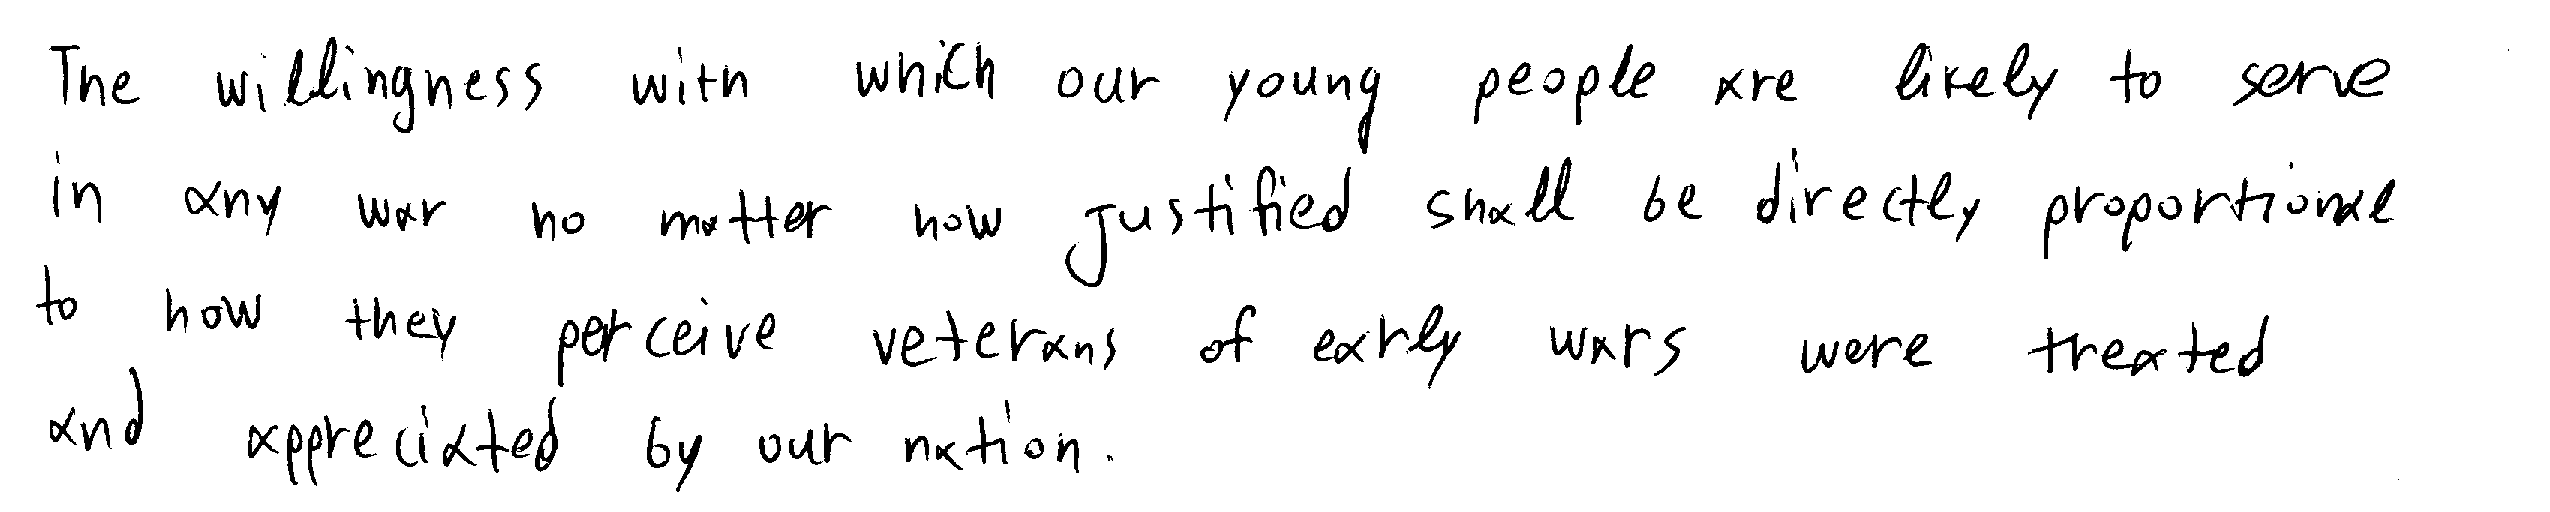 The willingness with which our young people are likely to serve
in any war no matter how justified shall be directly proportional
to how they perceive veterans of early wars were treated
and appreciated by our nation.